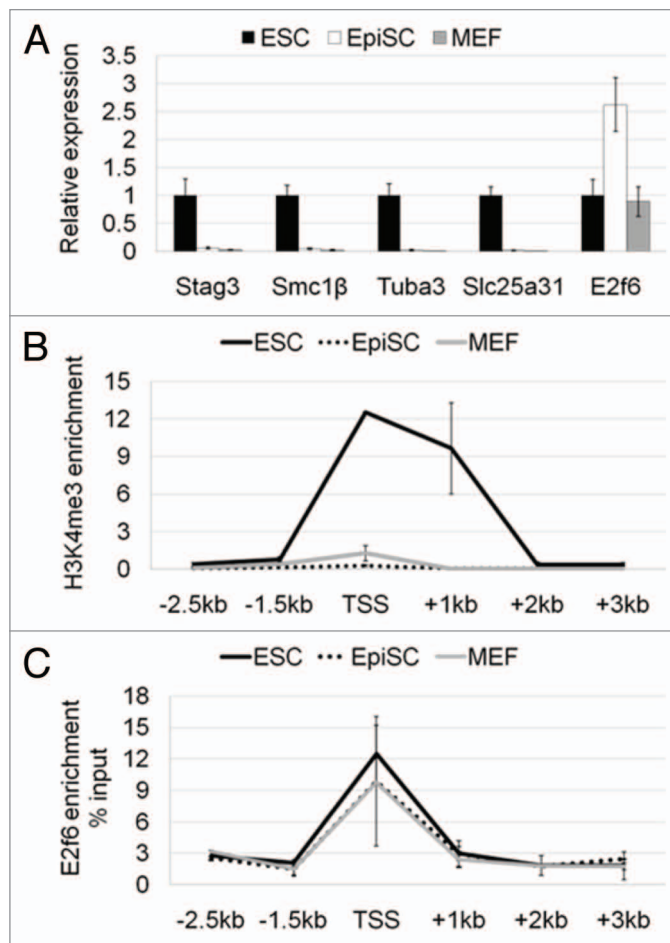 A
ESC EpiSC MEF
Relative expression
3.5
3
2.5
2
1.5
1
0.5
0
Stag3 Smc1β Tuba3 Slc25a31 E2f6
B
ESC EpiSC MEF
H3K4me3 enrichment
15
12
9
6
3
0
-2.5kb -1.5kb TSS +1kb +2kb +3kb
C
ESC EpiSC MEF
E2f6 enrichment
% input
18
15
12
9
6
3
0
-2.5kb -1.5kb TSS +1kb +2kb +3kb